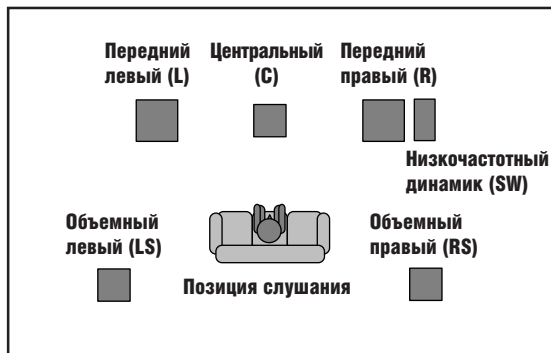 Передний
левый (L)
Центральный
(C)
Передний
правый (R)
Низкочастотный
динамик (SW)
Объемный
левый (LS)
Объемный
правый (RS)
Позиция слушания